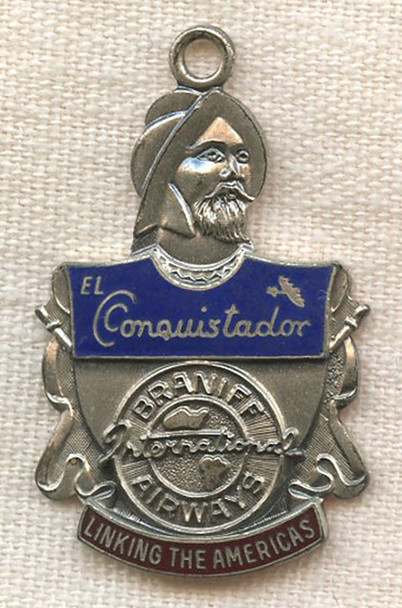 EL
Conquistador
BRANIFF
International
AIRWAYS
LINKING THE AMERICAS